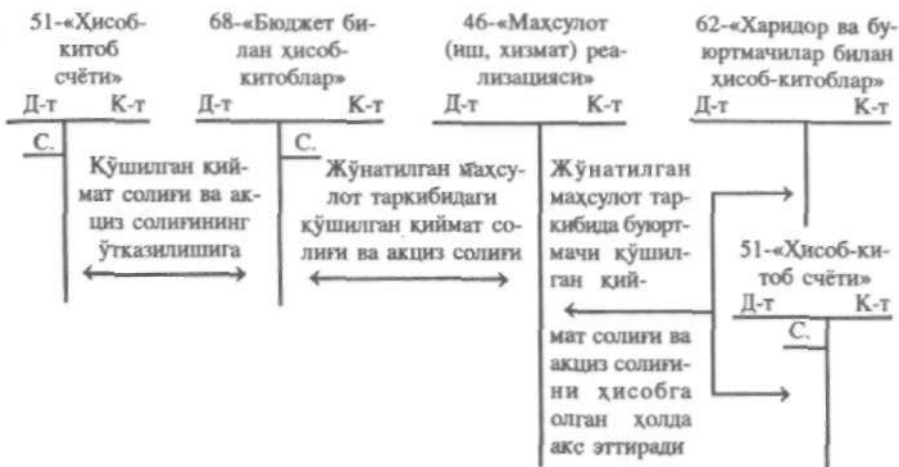 51-«Ҳисоб-
китоб
счёти»
Д-т К-т
С.
Қўшилган қий-
мат солиғи ва ак-
циз солиғининг
ўтказилишига
68-«Бюджет би-
лан ҳисоб-
китоблар»
Д-т К-т
С.
Жўнатилган маҳсу-
лот таркибидаги
қўшилган қиймат со-
лиғи ва акциз солиғи
46-«Маҳсулот
(иш, хизмат) реа-
лизацияси»
Д-т К-т
Жўнатилган
маҳсулот тар-
кибида буюрт-
мачи қўшил-
ган қий-
мат солиғи ва
акциз солиғи-
ни ҳисобга
олган ҳолда
акс эттиради
62-«Харидор ва бу-
юртмачилар билан
ҳисоб-китоблар»
Д-т К-т
51-«Ҳисоб-ки-
тоб счёти»
Д-т К-т
С.